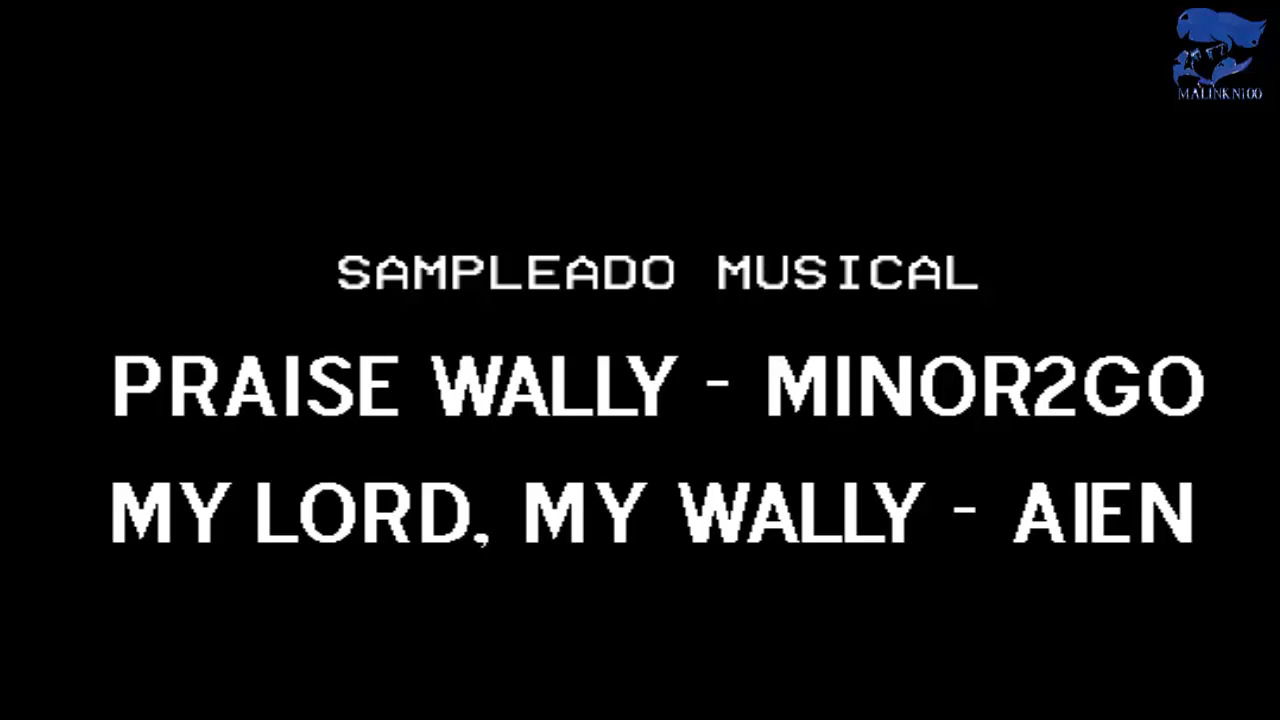 MALINKN100
SAMPLEADO MUSICAL
PRAISE WALLY - MINOR2GO
MY LORD, MY WALLY - AIEN